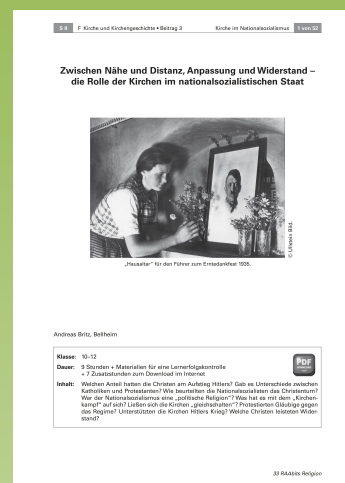 S II F Kirche und Kirchengeschichte • Beitrag 3 Kirche im Nationalsozialismus 1 von 52
Zwischen Nähe und Distanz, Anpassung und Widerstand –
die Rolle der Kirchen im nationalsozialistischen Staat
© Ullstein Bild.
„Hausaltar“ für den Führer zum Erntedankfest 1935.
Andreas Britz, Bellheim
Klasse: 10–12
Dauer: 9 Stunden + Materialien für eine Lernerfolgskontrolle
+ 7 Zusatzstunden zum Download im Internet
PDF
Inhalt: Welchen Anteil hatten die Christen am Aufstieg Hitlers? Gab es Unterschiede zwischen
Katholiken und Protestanten? Wie beurteilten die Nationalsozialisten das Christentum?
War der Nationalsozialismus eine „politische Religion“? Was hat es mit dem „Kirchen-
kampf“ auf sich? Ließen sich die Kirchen „gleichschalten“? Protestierten Gläubige gegen
das Regime? Unterstützten die Kirchen Hitlers Krieg? Welche Christen leisteten Wider-
stand?
33 RAAbits Religion